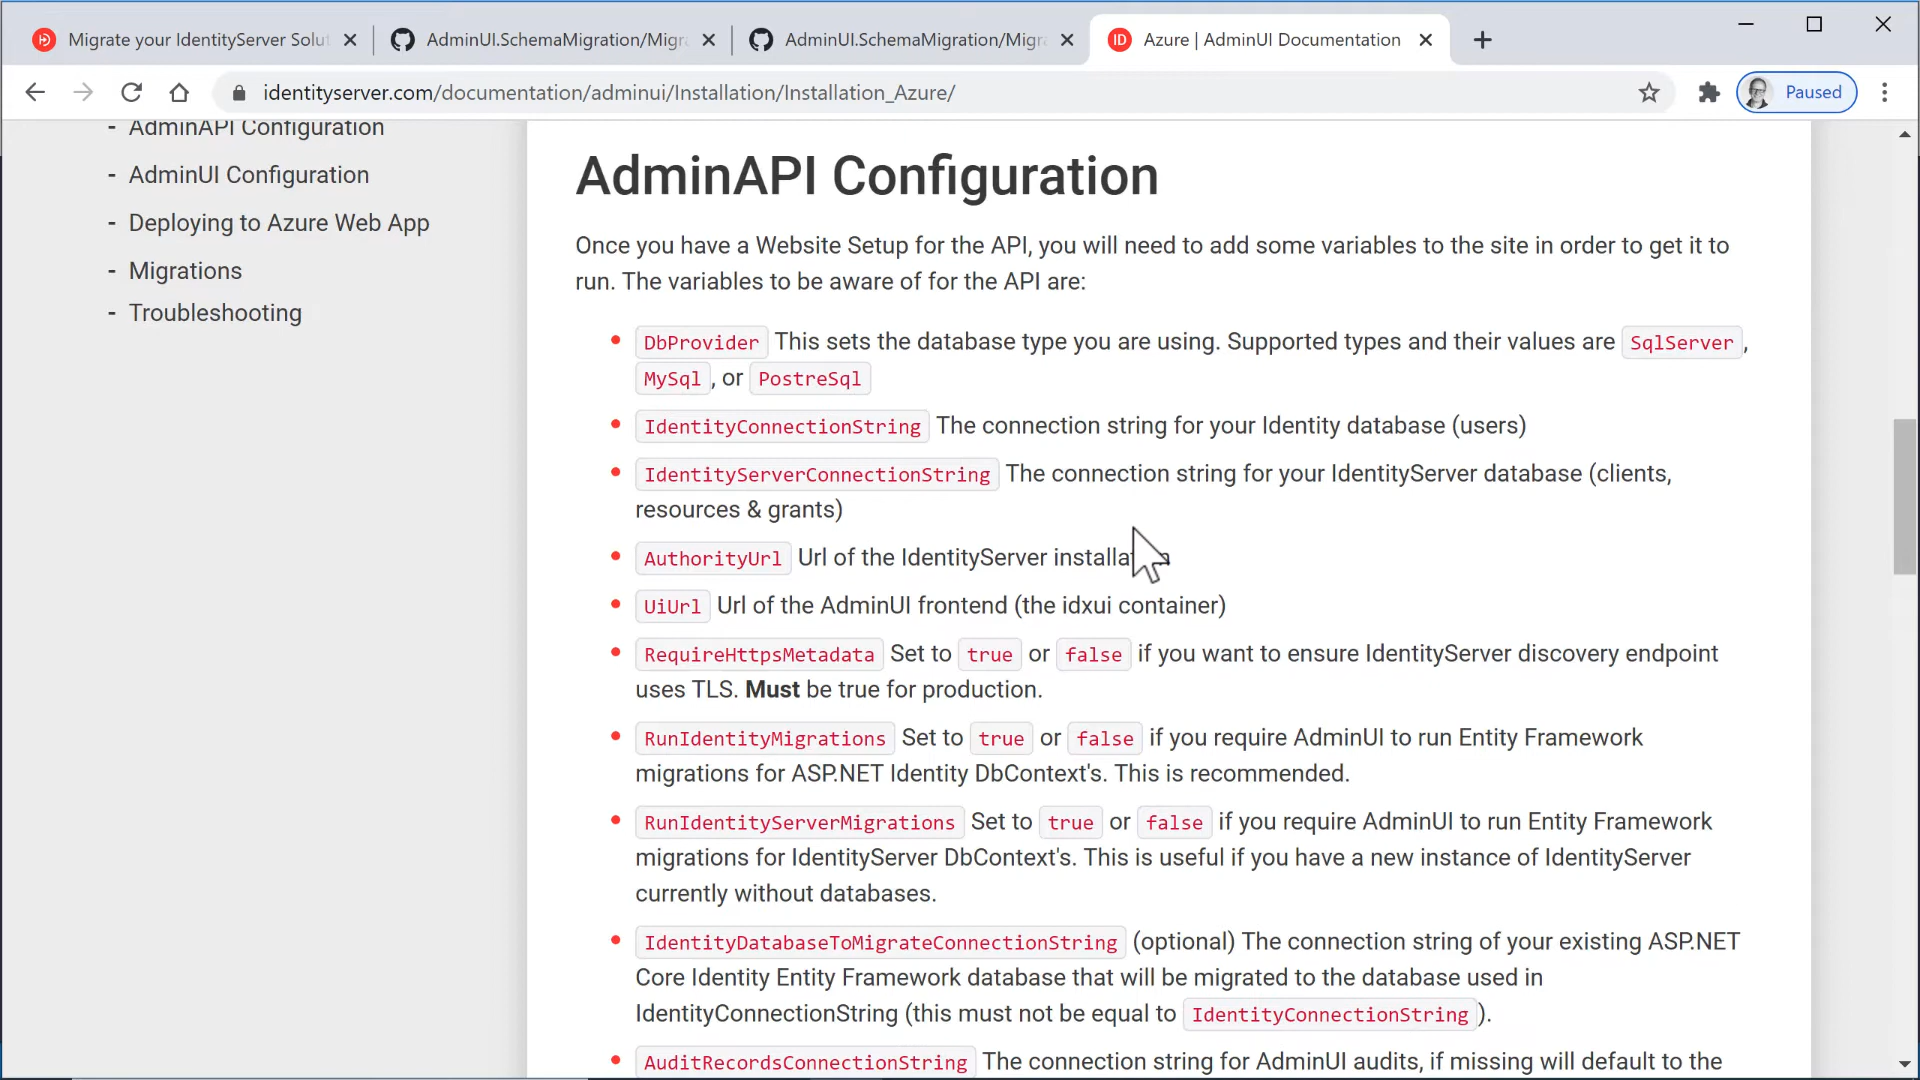 Migrate your IdentityServer Solut
AdminUI.SchemaMigration/Migra
AdminUI.SchemaMigration/Migra
ID
Azure | AdminUI Documentation
identityserver.com/documentation/adminui/Installation/Installation_Azure/
Paused
- AdminAPI Configuration
- AdminUI Configuration
- Deploying to Azure Web App
- Migrations
- Troubleshooting
AdminAPI Configuration
Once you have a Website Setup for the API, you will need to add some variables to the site in order to get it to
run. The variables to be aware of for the API are:
DbProvider This sets the database type you are using. Supported types and their values are SqlServer ,
MySql , or PostreSql
IdentityConnectionString The connection string for your Identity database (users)
IdentityServerConnectionString The connection string for your IdentityServer database (clients,
resources & grants)
AuthorityUrl Url of the IdentityServer
UiUrl Url of the AdminUI frontend (the idxui container)
RequireHttpsMetadata Set to true or false if you want to ensure IdentityServer discovery endpoint
uses TLS. Must be true for production.
RunIdentityMigrations Set to true or false if you require AdminUI to run Entity Framework
migrations for ASP.NET Identity DbContext's. This is recommended.
RunIdentityServerMigrations Set to true or false if you require AdminUI to run Entity Framework
migrations for IdentityServer DbContext's. This is useful if you have a new instance of IdentityServer
currently without databases.
IdentityDatabaseToMigrateConnectionString (optional) The connection string of your existing ASP.NET
Core Identity Entity Framework database that will be migrated to the database used in
IdentityConnectionString (this must not be equal to IdentityConnectionString ).
AuditRecordsConnectionString The connection string for AdminUI audits, if missing will default to the